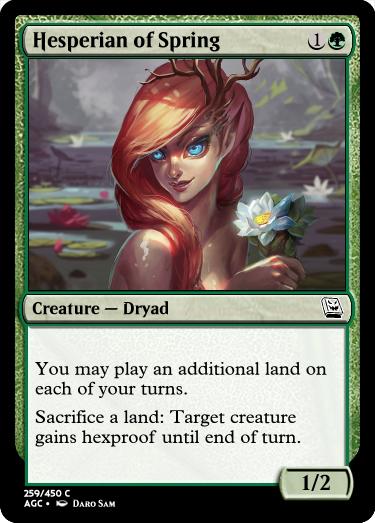 Hesperian of Spring 1
Creature — Dryad
You may play an additional land on
each of your turns.
Sacrifice a land: Target creature
gains hexproof until end of turn.
1/2
259/450 C
AGC • Daro Sam